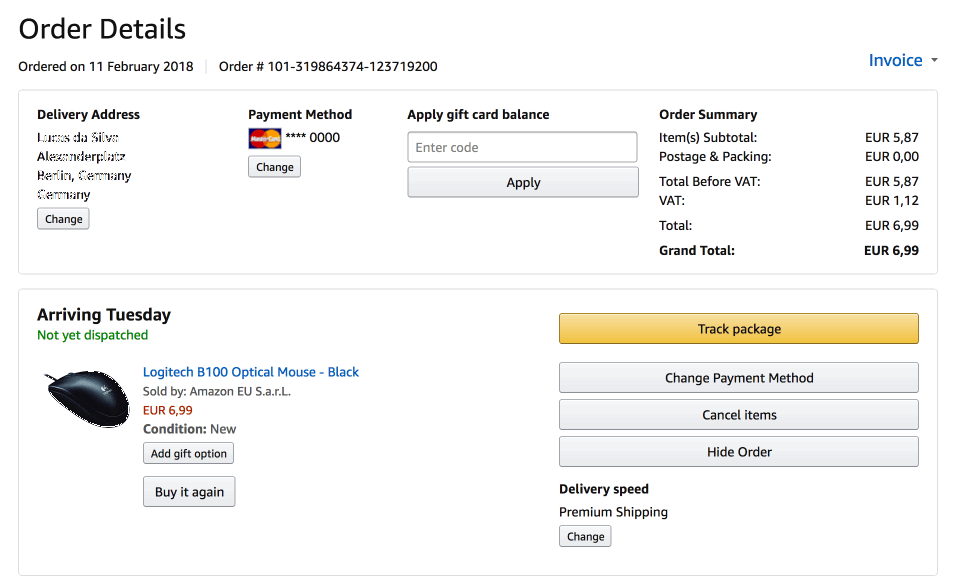 Order Details
Ordered on 11 February 2018
Order # 101-319864374-123719200
Invoice
Delivery Address
Lucas da Silva
Alexanderplatz
Berlin, Germany
Germany
Change
Payment Method
MasterCard **** 0000
Change
Apply gift card balance
Enter code
Apply
Order Summary
Item(s) Subtotal: EUR 5,87
Postage & Packing: EUR 0,00
Total Before VAT: EUR 5,87
VAT: EUR 1,12
Total: EUR 6,99
Grand Total: EUR 6,99
Arriving Tuesday
Not yet dispatched
Logitech B100 Optical Mouse - Black
Sold by: Amazon EU S.a.r.L.
EUR 6,99
Condition: New
Add gift option
Buy it again
Track package
Change Payment Method
Cancel items
Hide Order
Delivery speed
Premium Shipping
Change